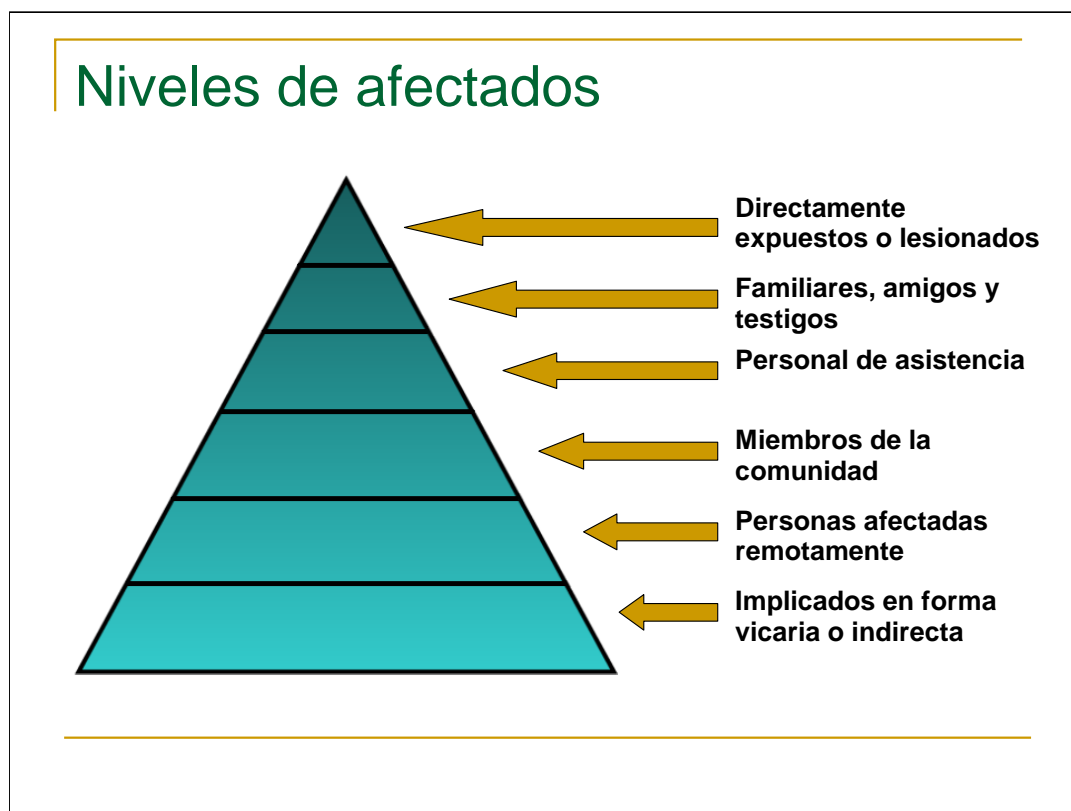 Niveles de afectados
Directamente
expuestos o lesionados
Familiares, amigos y
testigos
Personal de asistencia
Miembros de la
comunidad
Personas afectadas
remotamente
Implicados en forma
vicaria o indirecta